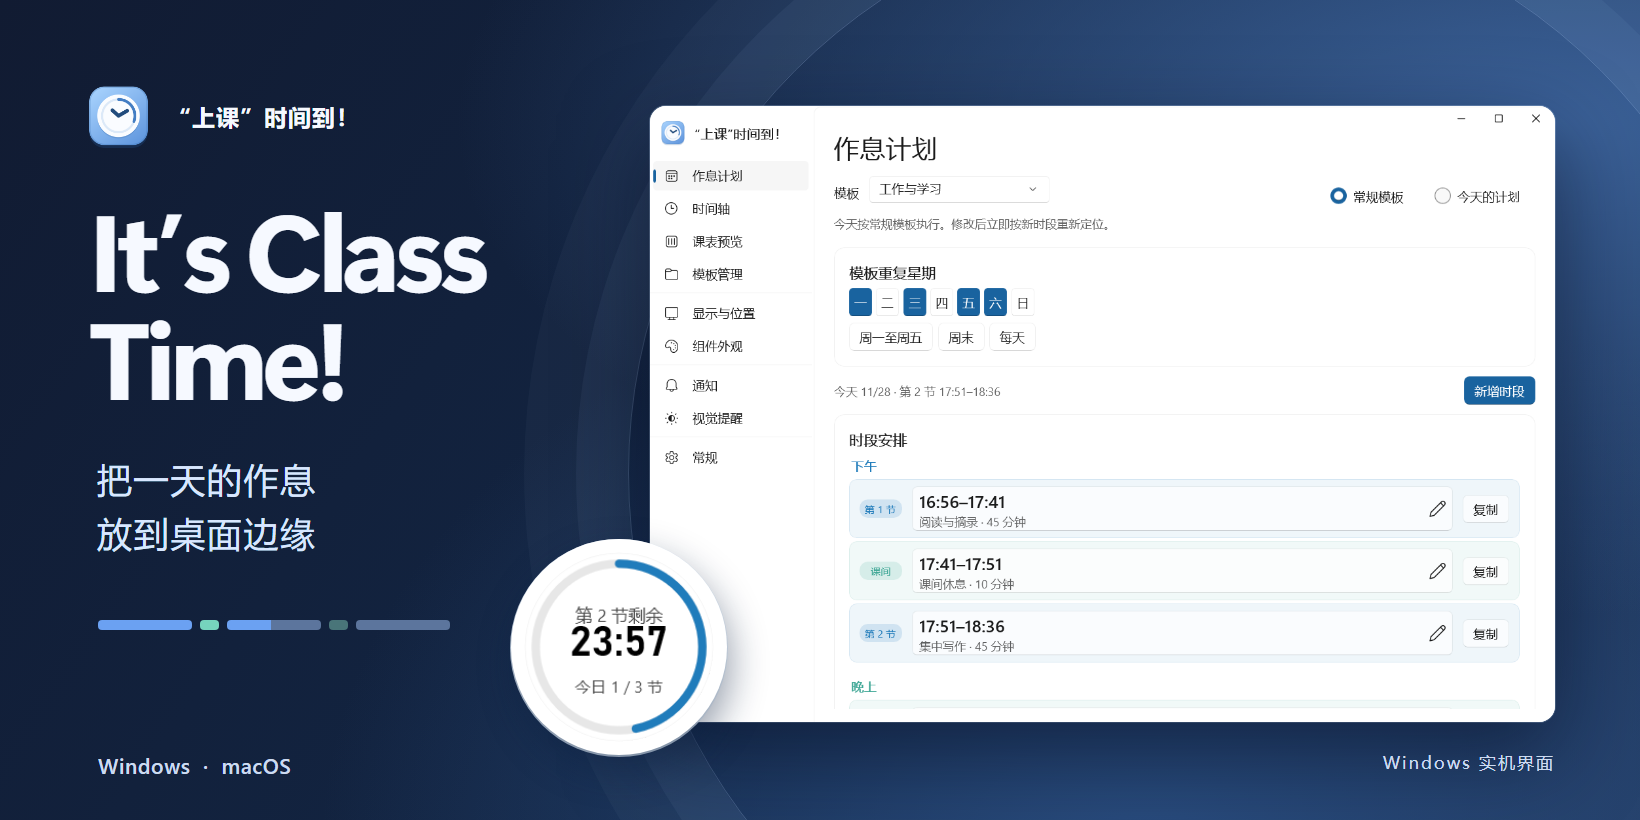 “上课”时间到！
It’s Class
Time!
把一天的作息
放到桌面边缘
Windows · macOS
第 2 节剩余
23:57
今日 1 / 3 节
“上课”时间到！
作息计划
时间轴
课表预览
模板管理
显示与位置
组件外观
通知
视觉提醒
常规
作息计划
模板 工作与学习
常规模板 今天的计划
今天按常规模板执行。修改后立即按新时段重新定位。
模板重复星期
一 二 三 四 五 六 日
周一至周五 周末 每天
今天 11/28 · 第 2 节 17:51–18:36
新增时段
时段安排
下午
第 1 节
16:56–17:41
阅读与摘录 · 45 分钟
复制
课间
17:41–17:51
课间休息 · 10 分钟
复制
第 2 节
17:51–18:36
集中写作 · 45 分钟
复制
晚上
Windows 实机界面